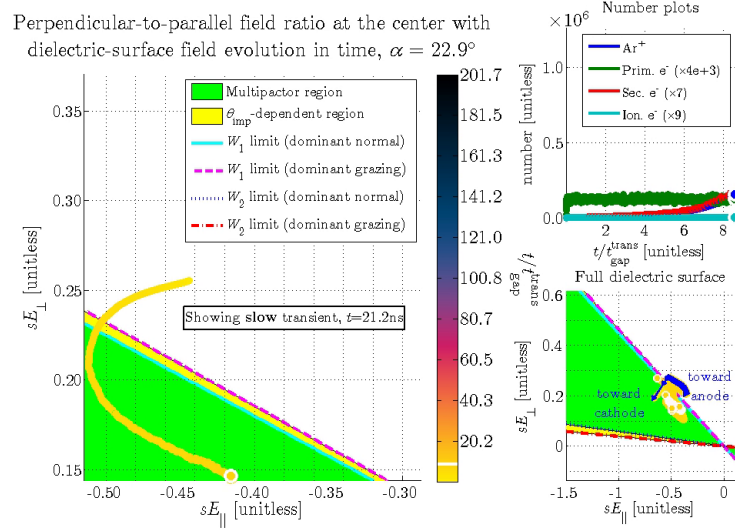 Perpendicular-to-parallel field ratio at the center with
dielectric-surface field evolution in time, α = 22.9°
0.35
0.30
0.25
0.20
0.15
sE⊥ [unitless]
-0.50
-0.45
-0.40
-0.35
-0.30
sE|| [unitless]
Multipactor region
θimp-dependent region
W1 limit (dominant normal)
W1 limit (dominant grazing)
W2 limit (dominant normal)
W2 limit (dominant grazing)
Showing slow transient, t=21.2ns
201.7
181.5
161.3
141.2
121.0
100.8
80.7
60.5
40.3
20.2
t/t trans gap
Number plots
×10^6
1.0
0.6
0.0
number [unitless]
Ar+
Prim. e- (×4e+3)
Sec. e- (×7)
Ion. e- (×9)
2
4
6
8
t/t trans gap [unitless]
Full dielectric surface
0.6
0.4
0.2
0
sE⊥ [unitless]
toward
anode
toward
cathode
-1.5
-1
-0.5
0
sE|| [unitless]